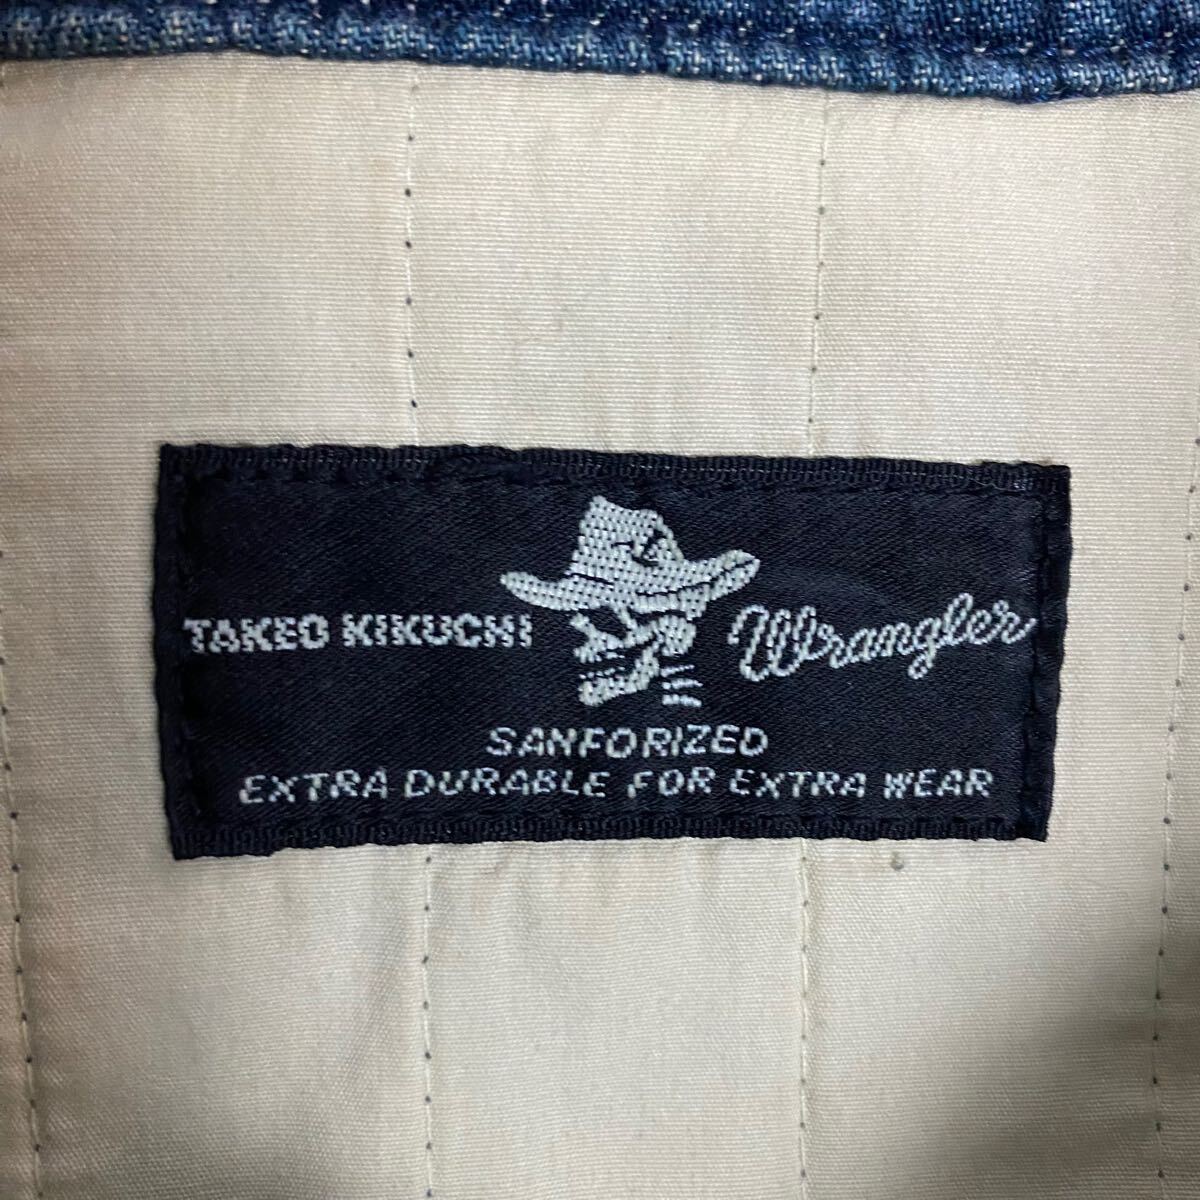 TAKEO KIKUCHI Wrangler
SANFORIZED
EXTRA DURABLE FOR EXTRA WEAR